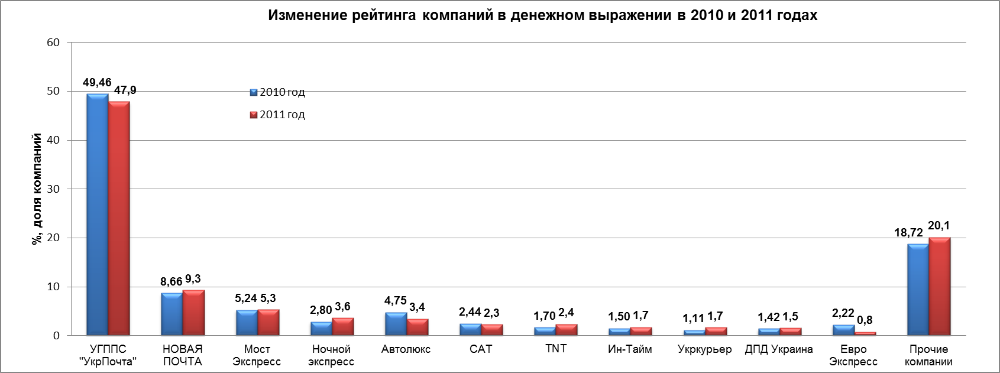 Изменение рейтинга компаний в денежном выражении в 2010 и 2011 годах
%, доля компаний
60
50
40
30
20
10
0
2010 год
2011 год
49,46 47,9
8,66 9,3
5,24 5,3
2,80 3,6
4,75 3,4
2,44 2,3
1,70 2,4
1,50 1,7
1,11 1,7
1,42 1,5
2,22 0,8
18,72 20,1
УГППС
"УкрПочта"
НОВАЯ
ПОЧТА
Мост
Экспресс
Ночной
экспресс
Автолюкс
САТ
TNT
Ин-Тайм
Укркурьер
ДПД Украина
Евро
Экспресс
Прочие
компании